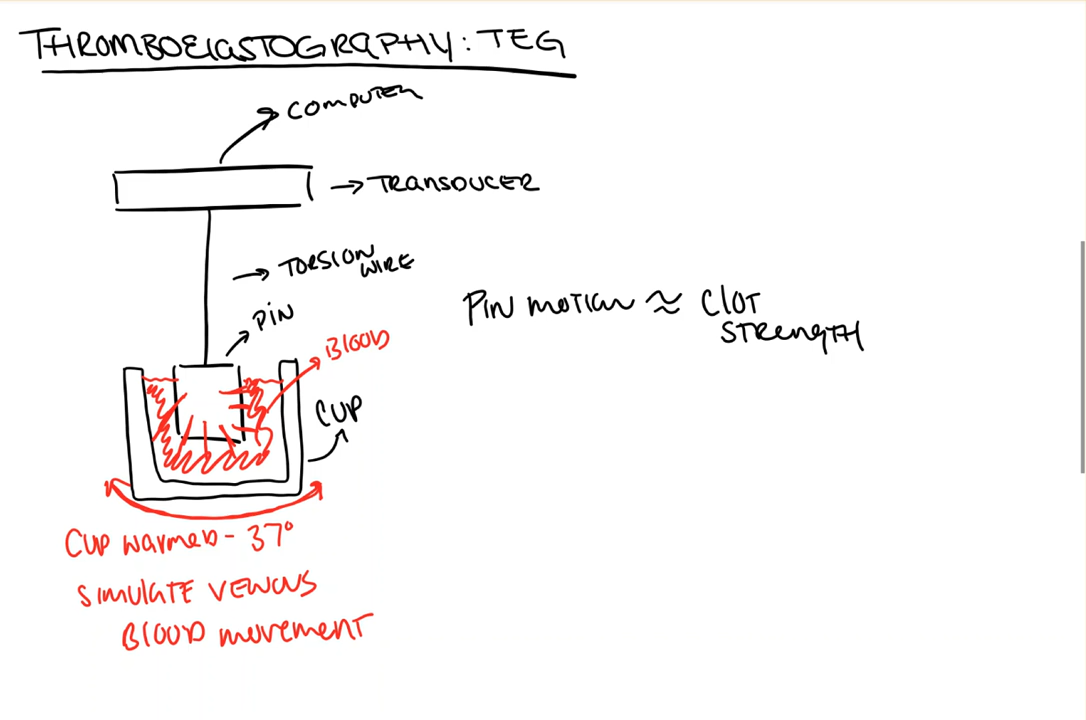 THROMBOElaSTOGRAPHY: TEG
COMPUTER
TRANSDUCER
TORSION
WIRE
PIN
BlOOD
PIN MOTION ≈ ClOT
STRENGTH
CUP
CUP WARMED - 37°
SIMULATE VENOUS
BlOOD MOVEMENT